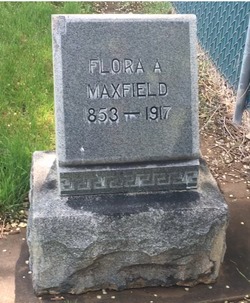 FLORA A
MAXFIELD
853 — 1917